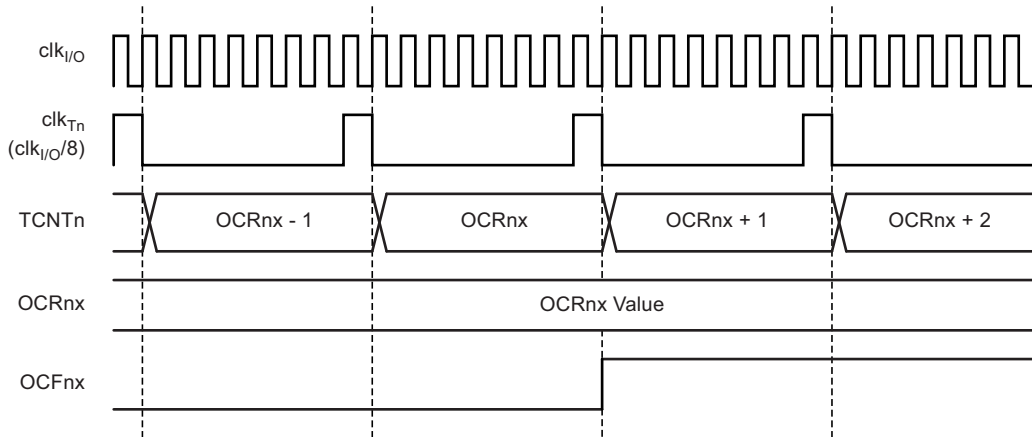 clkI/O
clkTn
(clkI/O/8)
TCNTn
OCRnx - 1
OCRnx
OCRnx + 1
OCRnx + 2
OCRnx
OCRnx Value
OCFnx